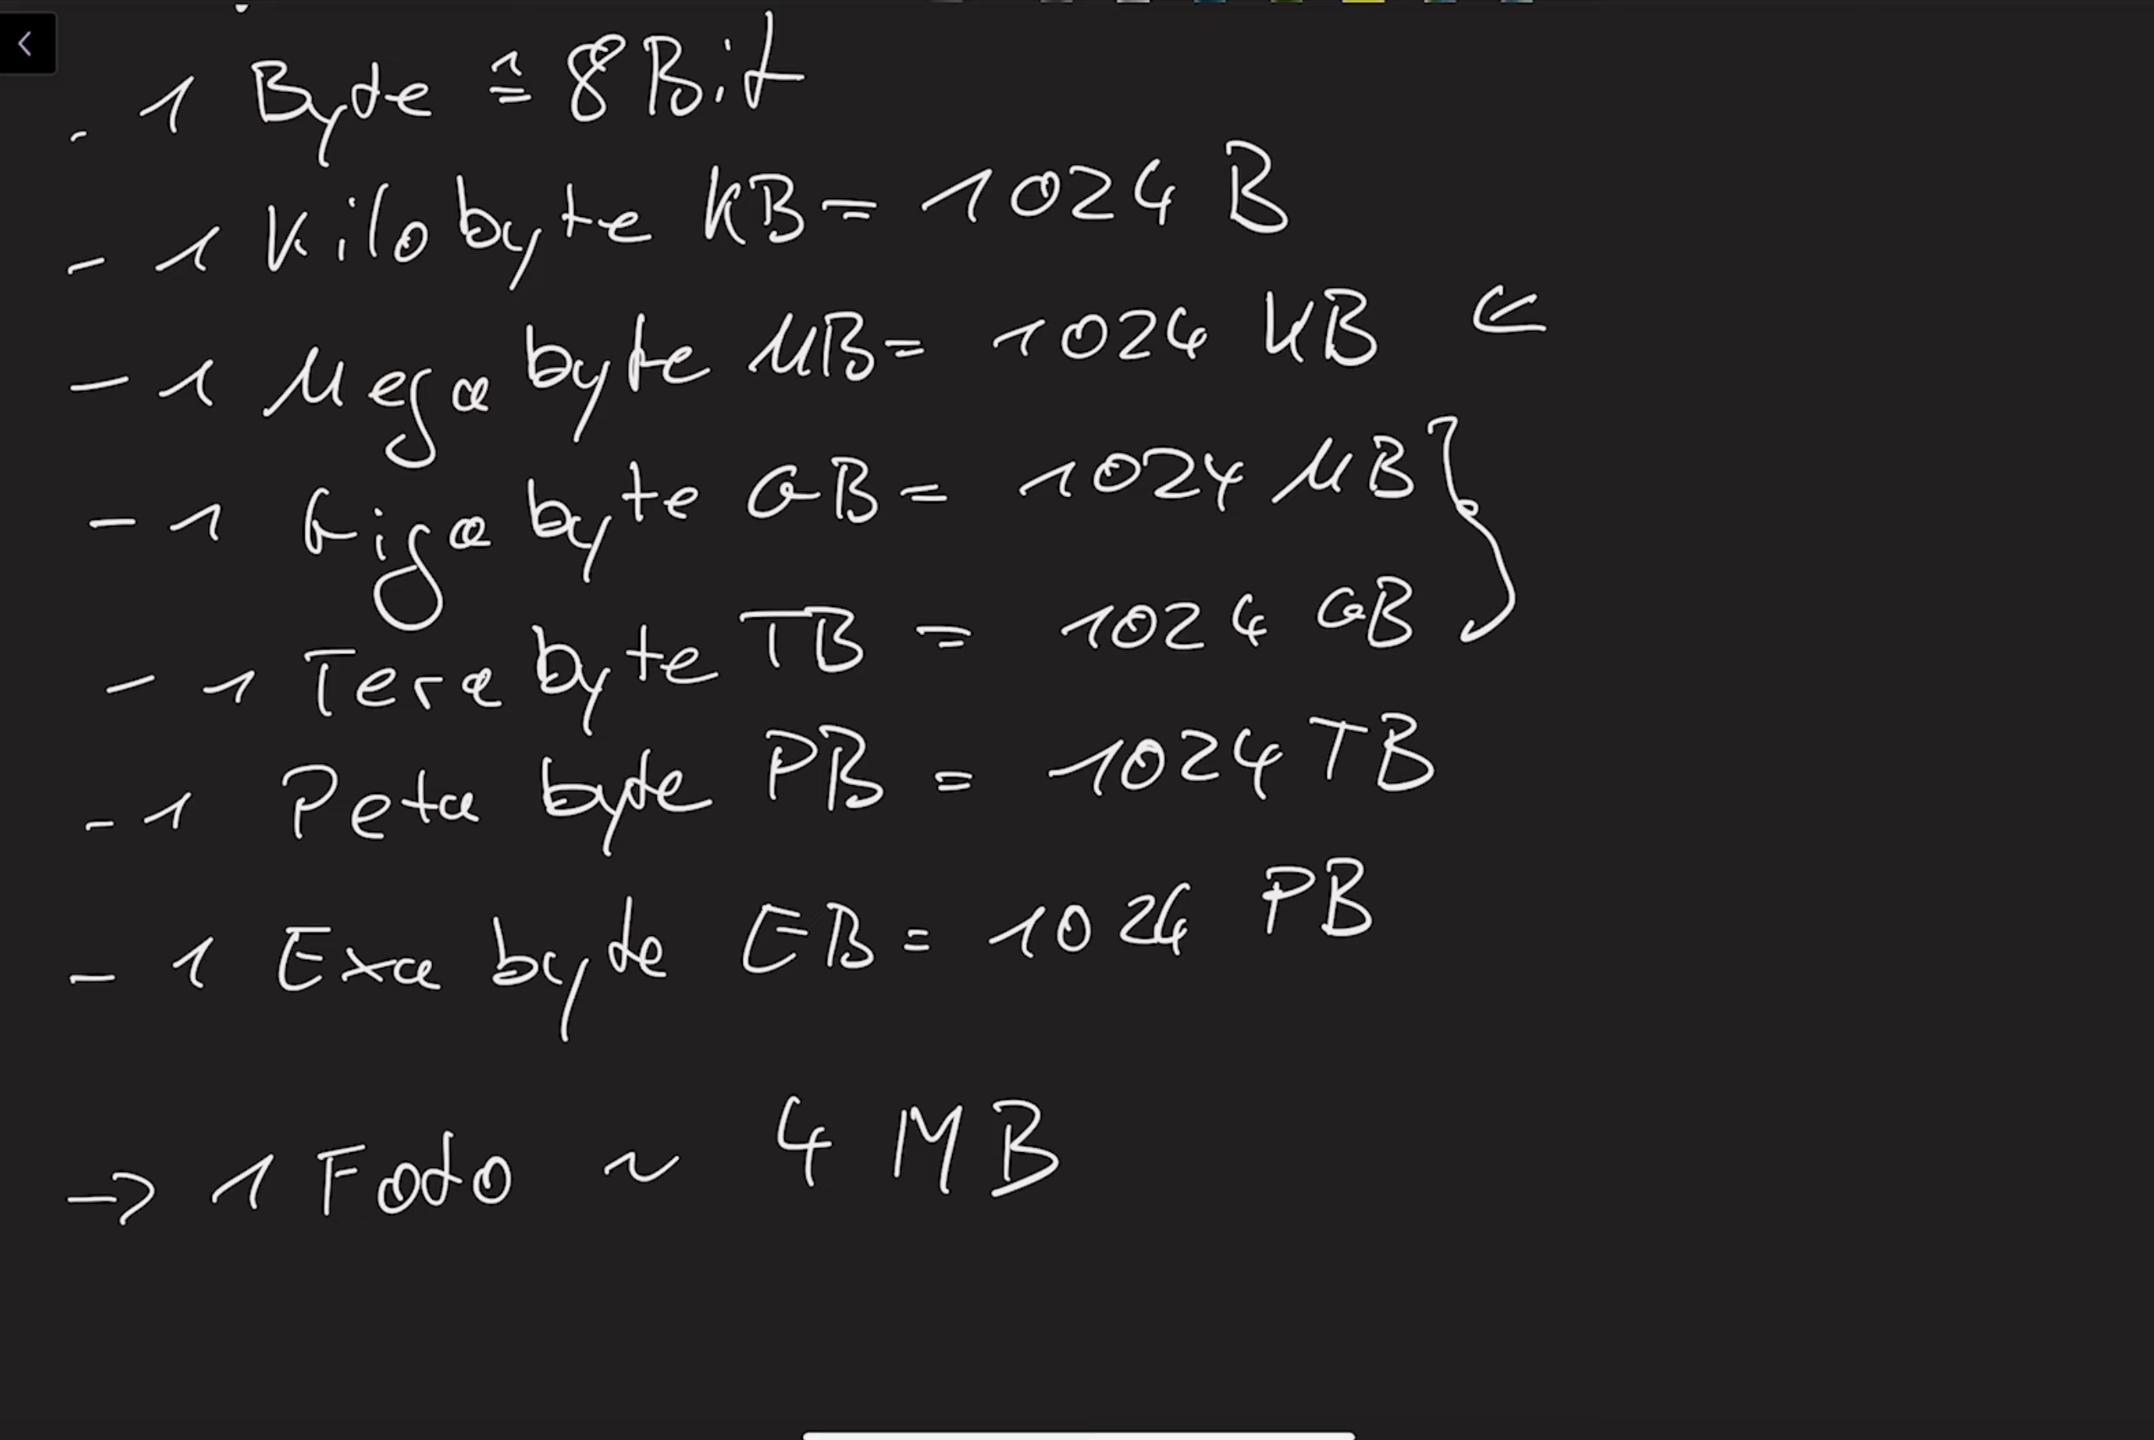 - 1 Byte ≙ 8 Bit
- 1 Kilobyte KB = 1024 B
- 1 Megabyte MB = 1024 KB ←
- 1 Gigabyte GB = 1024 MB }
- 1 Terabyte TB = 1024 GB
- 1 Petabyte PB = 1024 TB
- 1 Exabyte EB = 1024 PB
→ 1 Foto ~ 4 MB